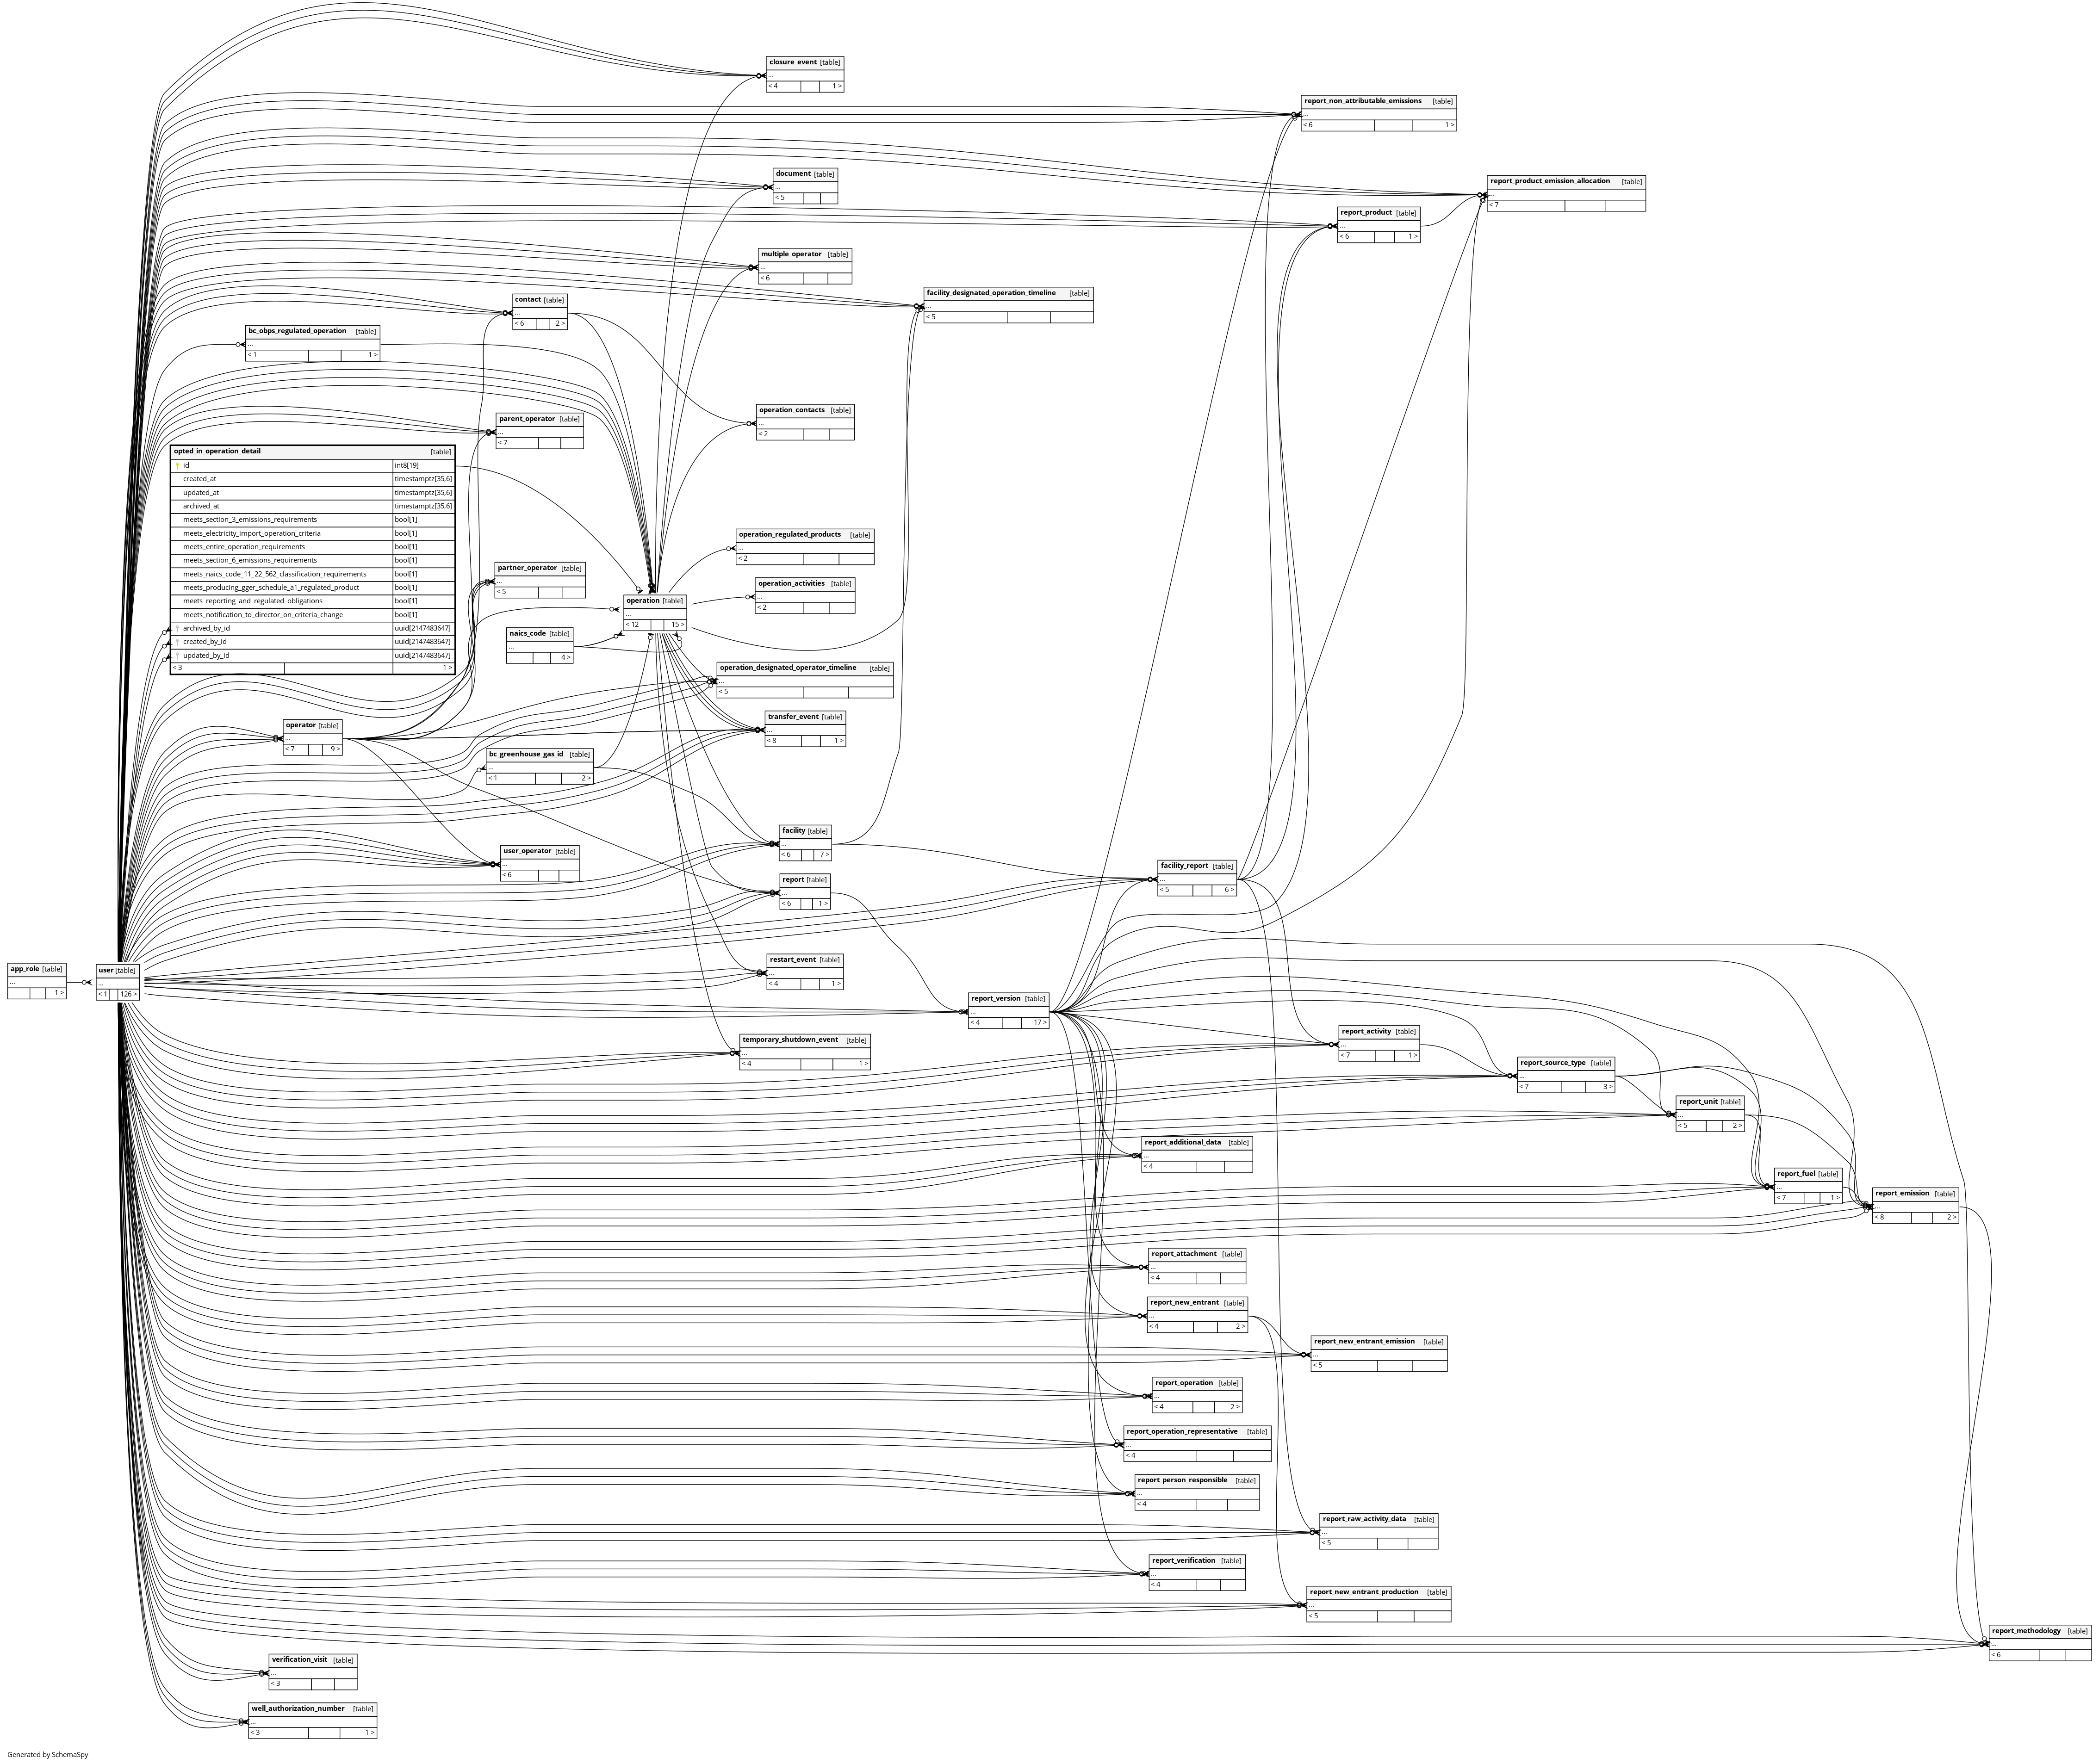 closure_event [table]
...
< 4 1 >
report_non_attributable_emissions [table]
...
< 6 1 >
document [table]
...
< 5
report_product_emission_allocation [table]
...
< 7
report_product [table]
...
< 6 1 >
multiple_operator [table]
...
< 6
facility_designated_operation_timeline [table]
...
< 5
contact [table]
...
< 6 2 >
bc_obps_regulated_operation [table]
...
< 1 1 >
operation_contacts [table]
...
< 2
parent_operator [table]
...
< 7
opted_in_operation_detail [table]
id int8[19]
created_at timestamptz[35,6]
updated_at timestamptz[35,6]
archived_at timestamptz[35,6]
meets_section_3_emissions_requirements bool[1]
meets_electricity_import_operation_criteria bool[1]
meets_entire_operation_requirements bool[1]
meets_section_6_emissions_requirements bool[1]
meets_naics_code_11_22_562_classification_requirements bool[1]
meets_producing_gger_schedule_a1_regulated_product bool[1]
meets_reporting_and_regulated_obligations bool[1]
meets_notification_to_director_on_criteria_change bool[1]
archived_by_id uuid[2147483647]
created_by_id uuid[2147483647]
updated_by_id uuid[2147483647]
< 3 1 >
operation_regulated_products [table]
...
< 2
partner_operator [table]
...
< 5
operation_activities [table]
...
< 2
operation [table]
...
< 12 15 >
naics_code [table]
...
4 >
operation_designated_operator_timeline [table]
...
< 5
transfer_event [table]
...
< 8 1 >
operator [table]
...
< 7 9 >
bc_greenhouse_gas_id [table]
...
< 1 2 >
facility [table]
...
< 6 7 >
user_operator [table]
...
< 6
facility_report [table]
...
< 5 6 >
report [table]
...
< 6 1 >
restart_event [table]
...
< 4 1 >
app_role [table]
...
1 >
user [table]
...
< 1 126 >
report_version [table]
...
< 4 17 >
temporary_shutdown_event [table]
...
< 4 1 >
report_activity [table]
...
< 7 1 >
report_source_type [table]
...
< 7 3 >
report_unit [table]
...
< 5 2 >
report_additional_data [table]
...
< 4
report_fuel [table]
...
< 7 1 >
report_emission [table]
...
< 8 2 >
report_attachment [table]
...
< 4
report_new_entrant [table]
...
< 4 2 >
report_new_entrant_emission [table]
...
< 5
report_operation [table]
...
< 4 2 >
report_operation_representative [table]
...
< 4
report_person_responsible [table]
...
< 4
report_raw_activity_data [table]
...
< 5
report_verification [table]
...
< 4
report_new_entrant_production [table]
...
< 5
report_methodology [table]
...
< 6
verification_visit [table]
...
< 3
well_authorization_number [table]
...
< 3 1 >
Generated by SchemaSpy